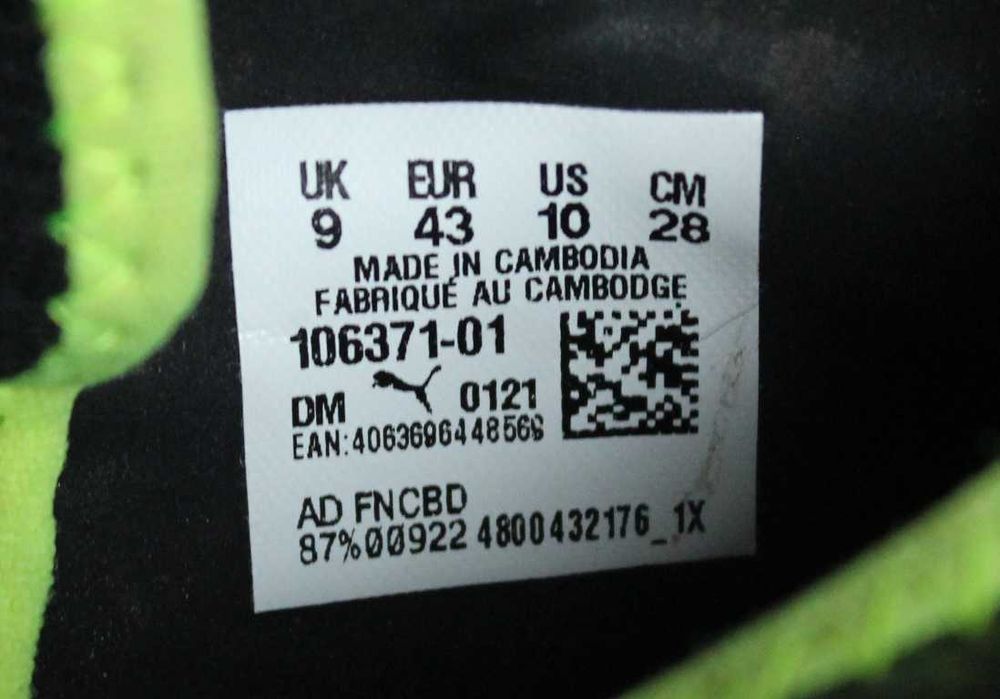 UK EUR US CM
9 43 10 28
MADE IN CAMBODIA
FABRIQUÉ AU CAMBODGE
106371-01
DM 0121
EAN:4063696448569
AD FNCBD
87%00922 4800432176_1X